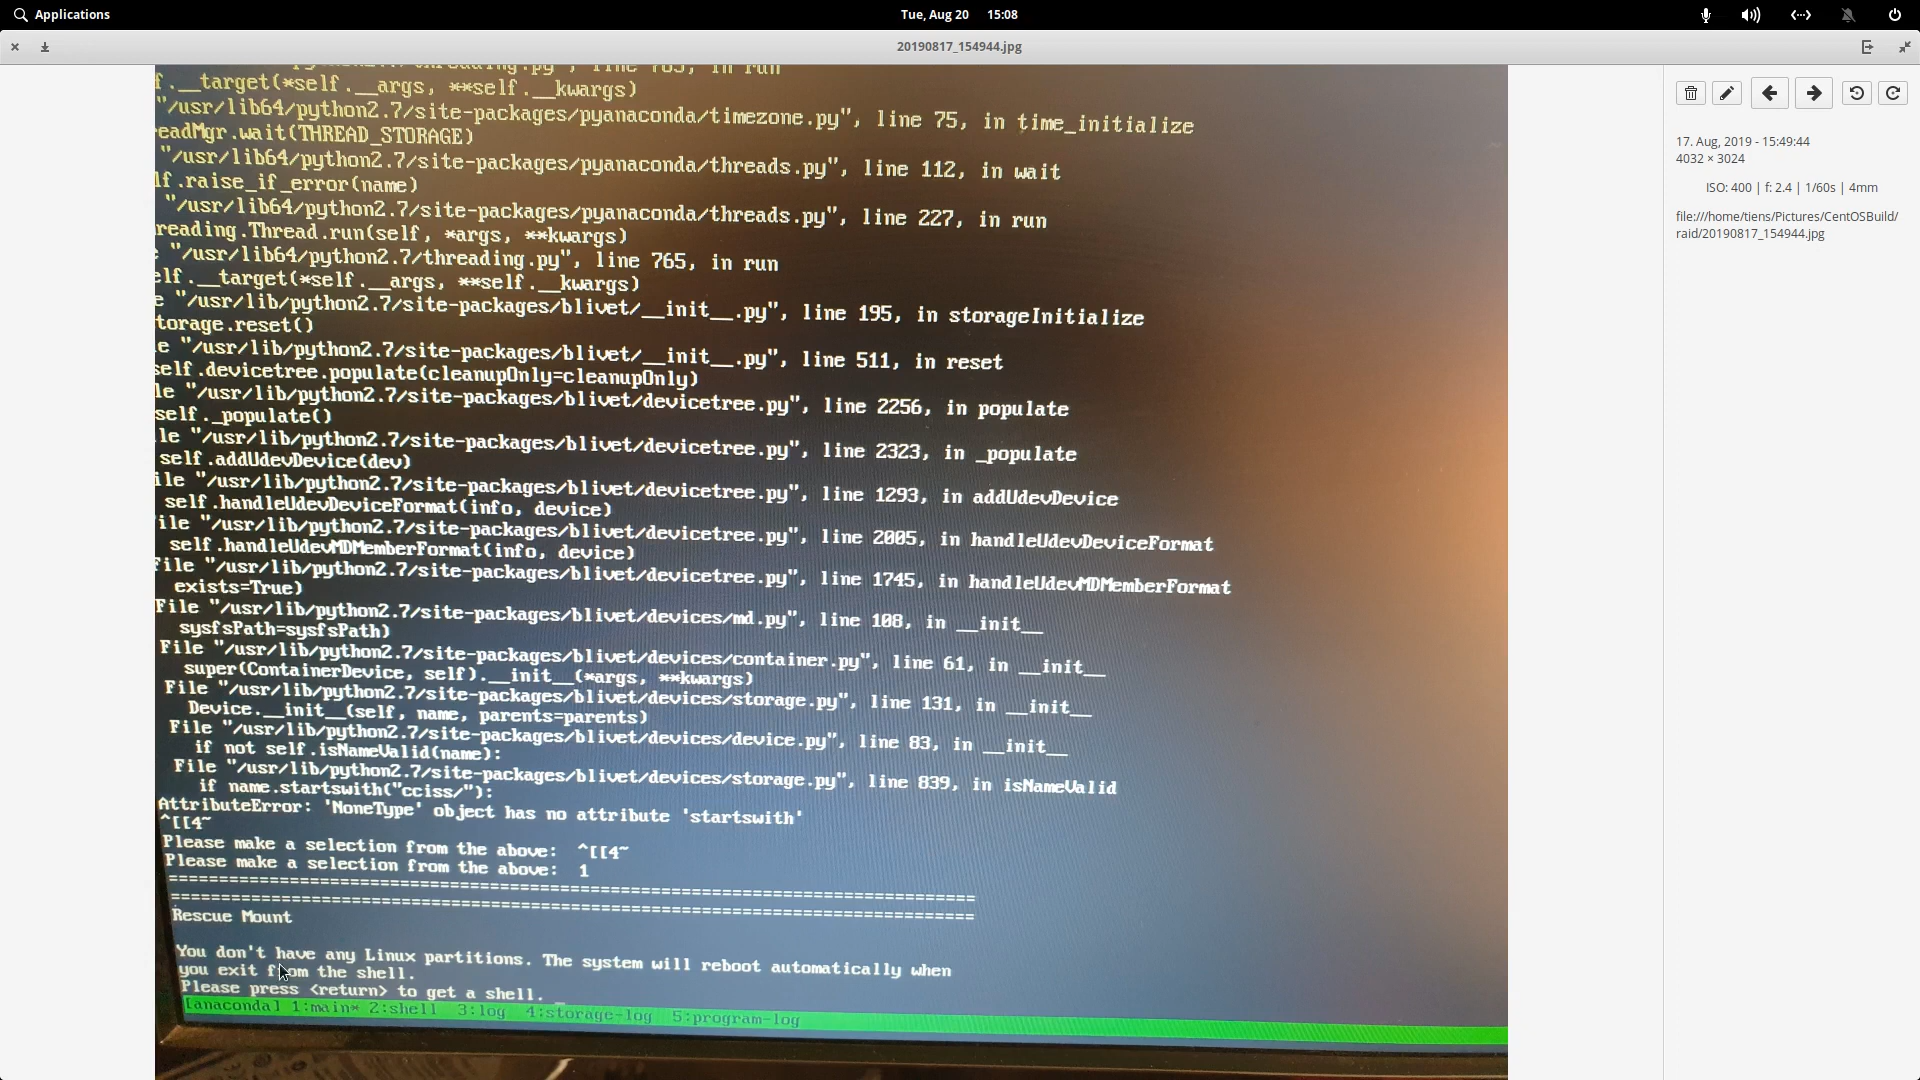 Applications
Tue, Aug 20 15:08
20190817_154944.jpg
line 765, in run
f.__target(*self.__args, **self.__kwargs)
"/usr/lib64/python2.7/site-packages/pyanaconda/timezone.py", line 75, in time_initialize
readMgr.wait(THREAD_STORAGE)
"/usr/lib64/python2.7/site-packages/pyanaconda/threads.py", line 112, in wait
lf.raise_if_error(name)
"/usr/lib64/python2.7/site-packages/pyanaconda/threads.py", line 227, in run
reading.Thread.run(self, *args, **kwargs)
"/usr/lib64/python2.7/threading.py", line 765, in run
elf.__target(*self.__args, **self.__kwargs)
e "/usr/lib/python2.7/site-packages/blivet/__init__.py", line 195, in storageInitialize
torage.reset()
le "/usr/lib/python2.7/site-packages/blivet/__init__.py", line 511, in reset
self.devicetree.populate(cleanupOnly=cleanupOnly)
le "/usr/lib/python2.7/site-packages/blivet/devicetree.py", line 2256, in populate
self._populate()
le "/usr/lib/python2.7/site-packages/blivet/devicetree.py", line 2323, in _populate
self.addUdevDevice(dev)
ile "/usr/lib/python2.7/site-packages/blivet/devicetree.py", line 1293, in addUdevDevice
self.handleUdevDeviceFormat(info, device)
ile "/usr/lib/python2.7/site-packages/blivet/devicetree.py", line 2005, in handleUdevDeviceFormat
self.handleUdevMDMemberFormat(info, device)
File "/usr/lib/python2.7/site-packages/blivet/devicetree.py", line 1745, in handleUdevMDMemberFormat
exists=True)
File "/usr/lib/python2.7/site-packages/blivet/devices/md.py", line 108, in __init__
sysfsPath=sysfsPath)
File "/usr/lib/python2.7/site-packages/blivet/devices/container.py", line 61, in __init__
super(ContainerDevice, self).__init__(*args, **kwargs)
File "/usr/lib/python2.7/site-packages/blivet/devices/storage.py", line 131, in __init__
Device.__init__(self, name, parents=parents)
File "/usr/lib/python2.7/site-packages/blivet/devices/device.py", line 83, in __init__
if not self.isNameValid(name):
File "/usr/lib/python2.7/site-packages/blivet/devices/storage.py", line 839, in isNameValid
if name.startswith("cciss/"):
AttributeError: 'NoneType' object has no attribute 'startswith'
^[[4~
Please make a selection from the above: ^[[4~
Please make a selection from the above: 1
================================================================================
================================================================================
Rescue Mount
You don't have any Linux partitions. The system will reboot automatically when
you exit from the shell.
Please press <return> to get a shell. _
[anaconda] 1:main* 2:shell 3:log 4:storage-log 5:program-log
17. Aug, 2019 - 15:49:44
4032 × 3024
ISO: 400 | f: 2.4 | 1/60s | 4mm
file:///home/tiens/Pictures/CentOSBuild/
raid/20190817_154944.jpg